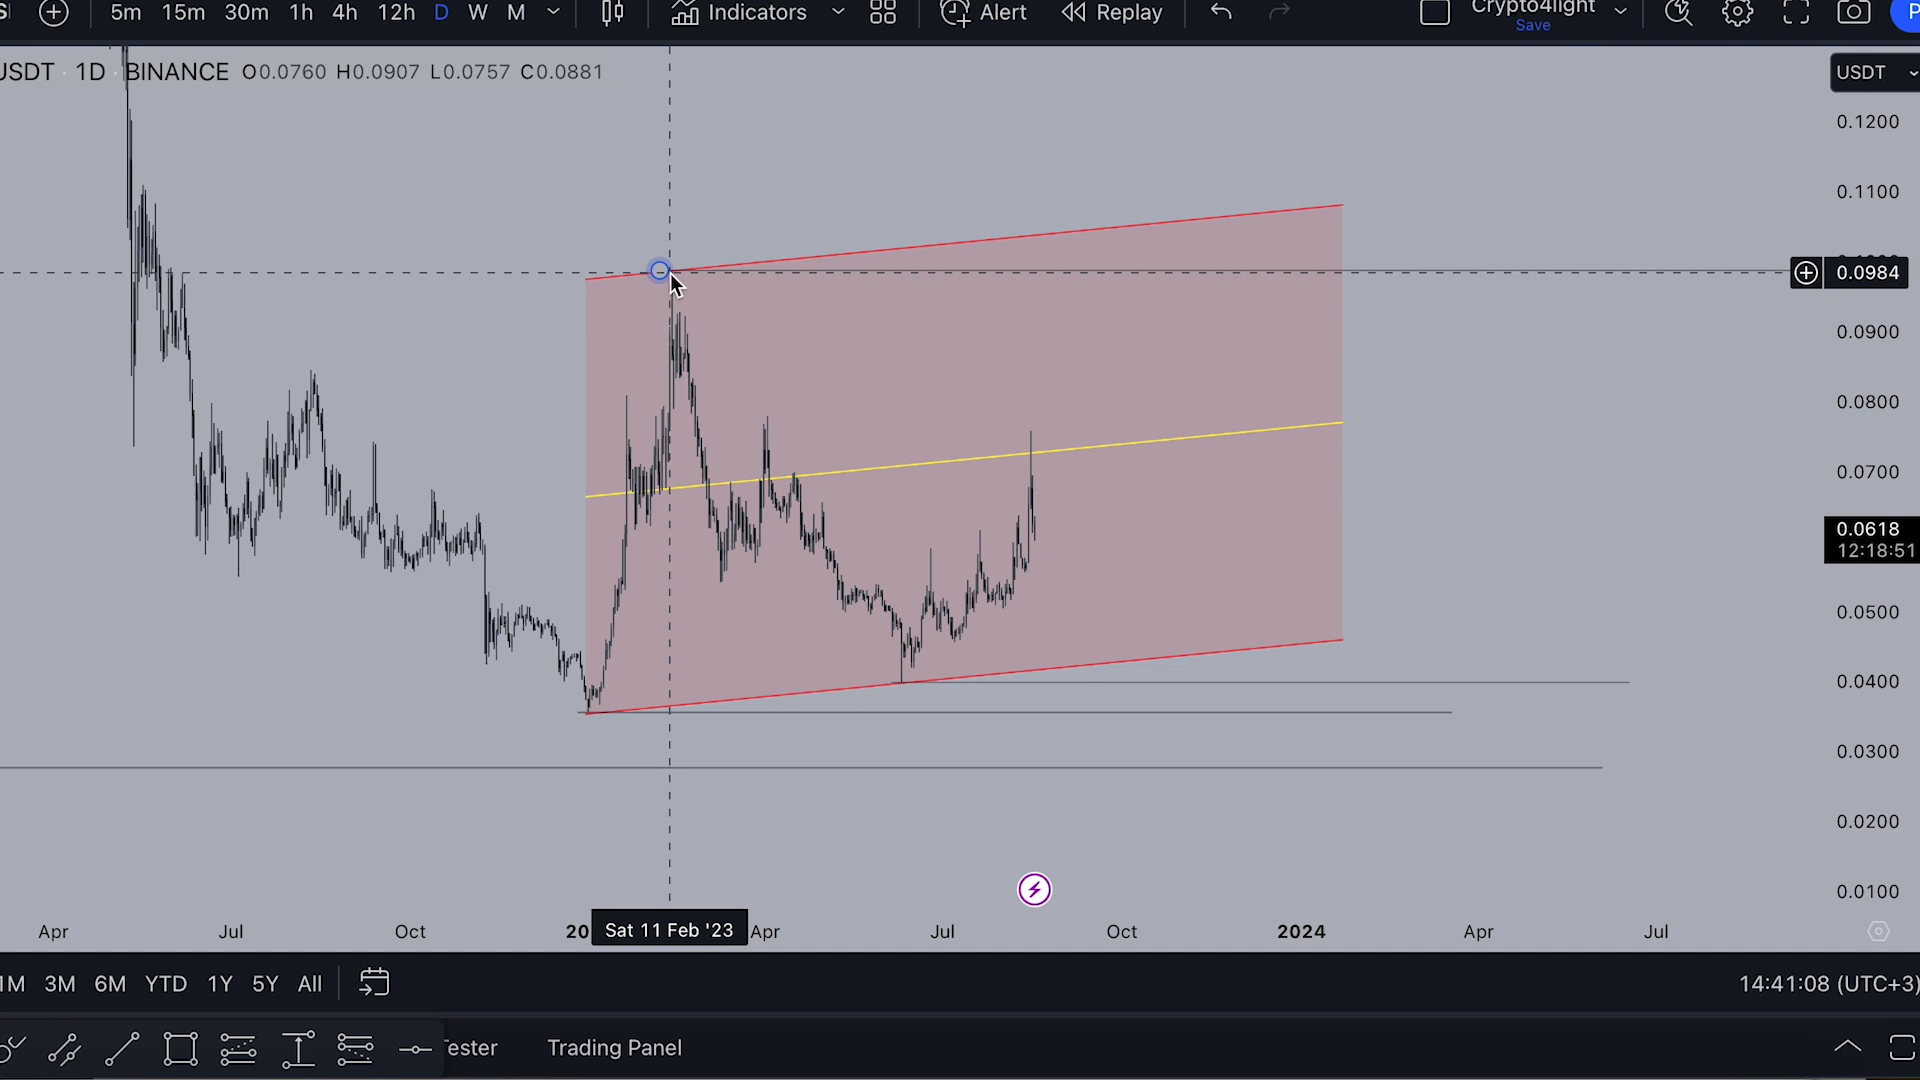 5m 15m 30m 1h 4h 12h D W M Indicators Alert Replay Crypto4light
Save
USDT 1D BINANCE O0.0760 H0.0907 L0.0757 C0.0881
USDT
0.1200
0.1100
0.0984
0.0900
0.0800
0.0700
0.0618
12:18:51
0.0500
0.0400
0.0300
0.0200
0.0100
Apr Jul Oct 20 Sat 11 Feb '23 Apr Jul Oct 2024 Apr Jul
1M 3M 6M YTD 1Y 5Y All 14:41:08 (UTC+3)
Tester Trading Panel